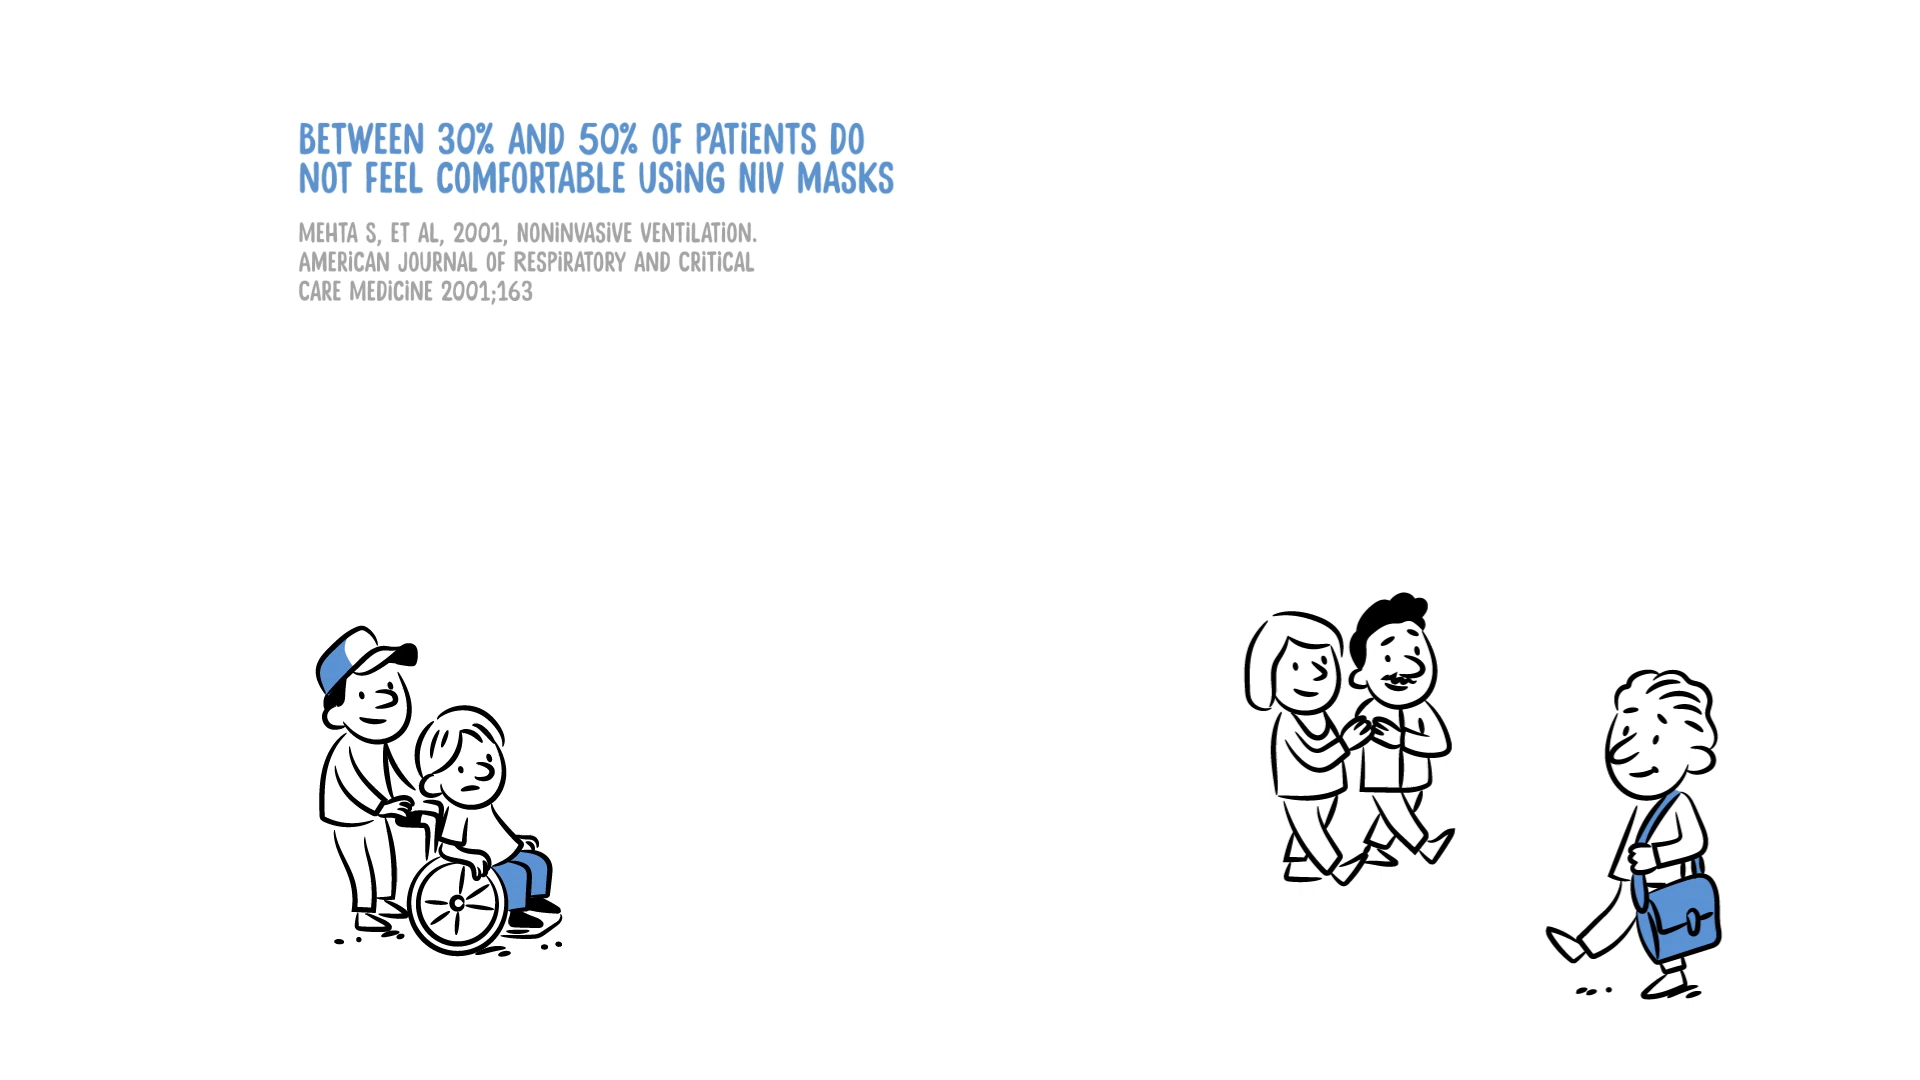 BETWEEN 30% AND 50% OF PATIENTS DO
NOT FEEL COMFORTABLE USING NIV MASKS
MEHTA S, ET AL, 2001, NONINVASIVE VENTILATION.
AMERICAN JOURNAL OF RESPIRATORY AND CRITICAL
CARE MEDICINE 2001;163